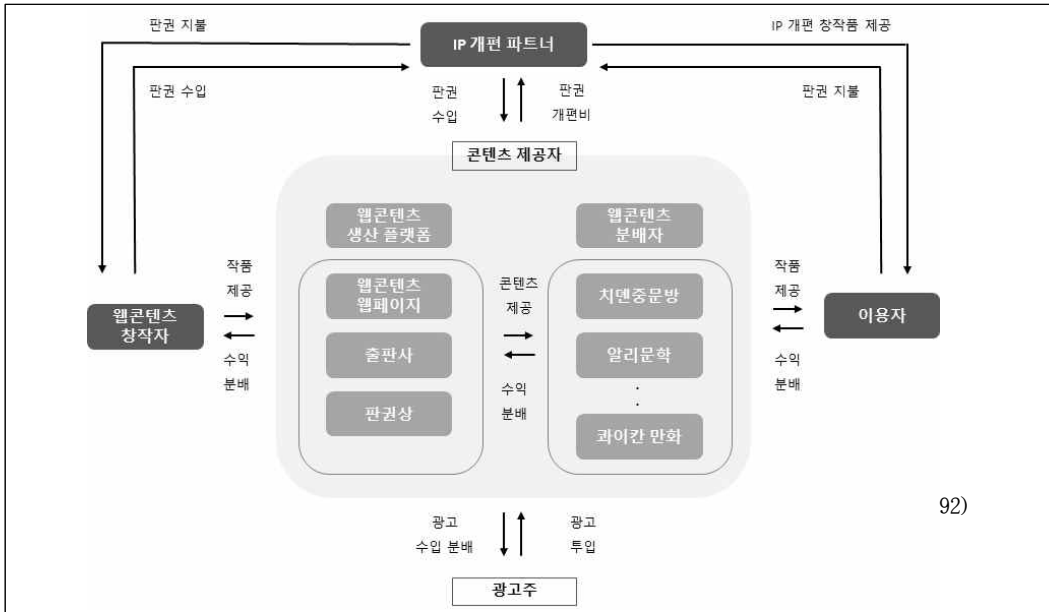 판권 지불
IP 개편 파트너
IP 개편 창작품 제공
판권 수입
판권
수입
판권
개편비
판권 지불
콘텐츠 제공자
웹콘텐츠
생산 플랫폼
웹콘텐츠
분배자
작품
제공
웹콘텐츠
웹페이지
콘텐츠
제공
치덴중문방
작품
제공
웹콘텐츠
창작자
이용자
출판사
알리문학
수익
분배
수익
분배
수익
분배
판권상
콰이칸 만화
92)
광고
수입 분배
광고
투입
광고주